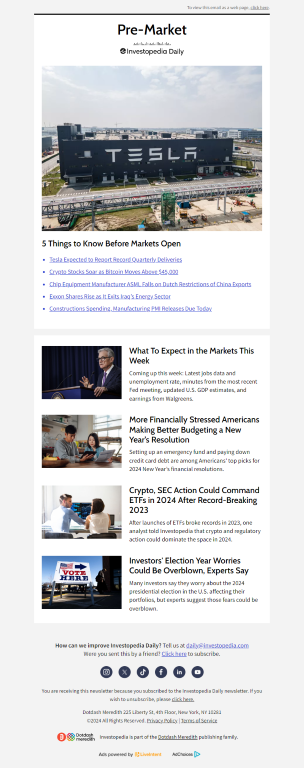 To view this email as a web page, click here.
Pre-Market
Investopedia Daily
TESLA
5 Things to Know Before Markets Open
Tesla Expected to Report Record Quarterly Deliveries
Crypto Stocks Soar as Bitcoin Moves Above $45,000
Chip Equipment Manufacturer ASML Falls on Dutch Restrictions of China Exports
Exxon Shares Rise as It Exits Iraq's Energy Sector
Constructions Spending, Manufacturing PMI Releases Due Today
What To Expect in the Markets This
Week
Coming up this week: Latest jobs data and
unemployment rate, minutes from the most recent
Fed meeting, updated U.S. GDP estimates, and
earnings from Walgreens.
More Financially Stressed Americans
Making Better Budgeting a New
Year's Resolution
Setting up an emergency fund and paying down
credit card debt are among Americans' top picks for
2024 New Year's financial resolutions.
Crypto, SEC Action Could Command
ETFs in 2024 After Record-Breaking
2023
After launches of ETFs broke records in 2023, one
analyst told Investopedia that crypto and regulatory
action could dominate the space in 2024.
VOTE
HERE
Investors' Election Year Worries
Could Be Overblown, Experts Say
Many investors say they worry about the 2024
presidential election in the U.S. affecting their
portfolios, but experts suggest those fears could be
overblown.
How can we improve Investopedia Daily? Tell us at daily@investopedia.com
Were you sent this by a friend? Click here to subscribe.
You are receiving this newsletter because you subscribed to the Investopedia Daily newsletter. If you
wish to unsubscribe, please click here.
Dotdash Meredith 225 Liberty St, 4th Floor, New York, NY 10281
©2024 All Rights Reserved. Privacy Policy | Terms of Service
Dotdash
meredith
Investopedia is part of the Dotdash Meredith publishing family.
Ads powered by LiveIntent
AdChoices